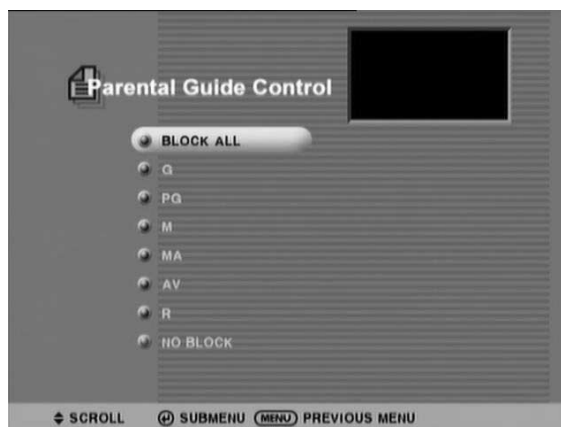 Parental Guide Control
BLOCK ALL
G
PG
M
MA
AV
R
NO BLOCK
SCROLL SUBMENU MENU PREVIOUS MENU